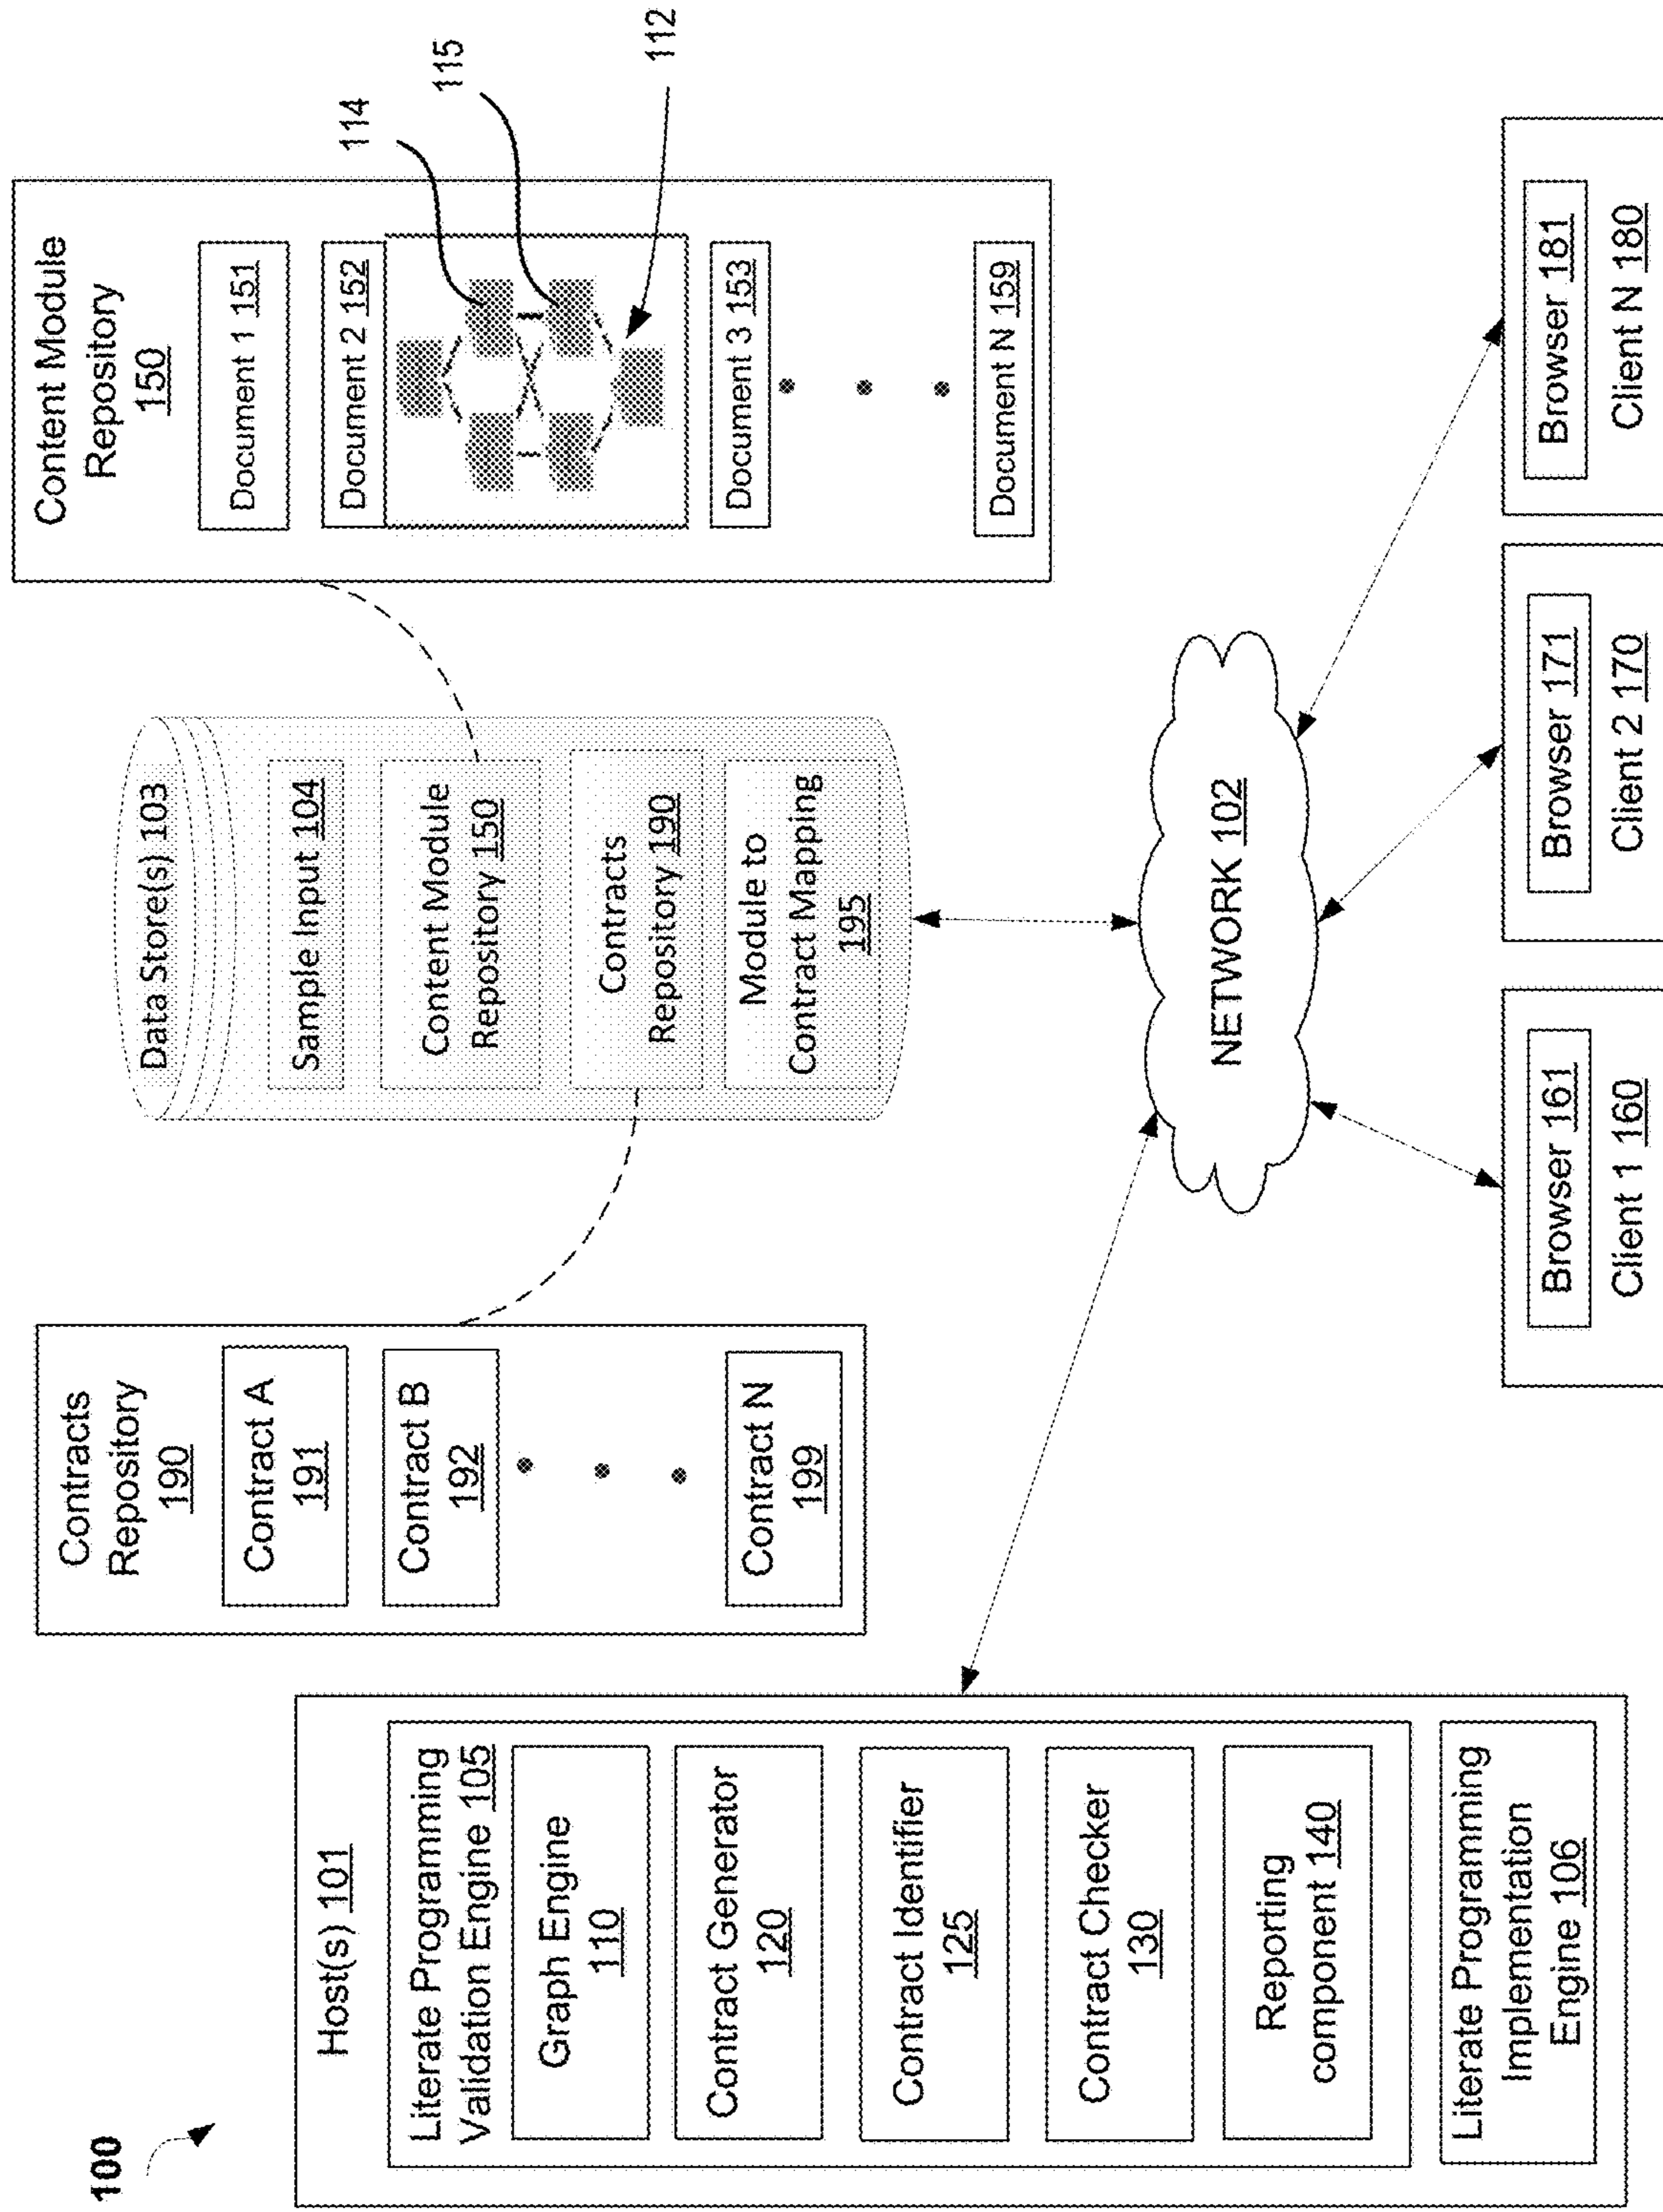 100
Host(s) 101
Literate Programming
Validation Engine 105
Graph Engine
110
Contract Generator
120
Contract Identifier
125
Contract Checker
130
Reporting
component 140
Literate Programming
Implementation
Engine 106
Contracts
Repository
190
Contract A
191
Contract B
192
Contract N
199
Data Store(s) 103
Sample Input 104
Content Module
Repository 150
Contracts
Repository 190
Module to
Contract Mapping
195
Content Module
Repository
150
Document 1 151
Document 2 152
114
115
112
Document 3 153
Document N 159
NETWORK 102
Browser 161
Client 1 160
Browser 171
Client 2 170
Browser 181
Client N 180